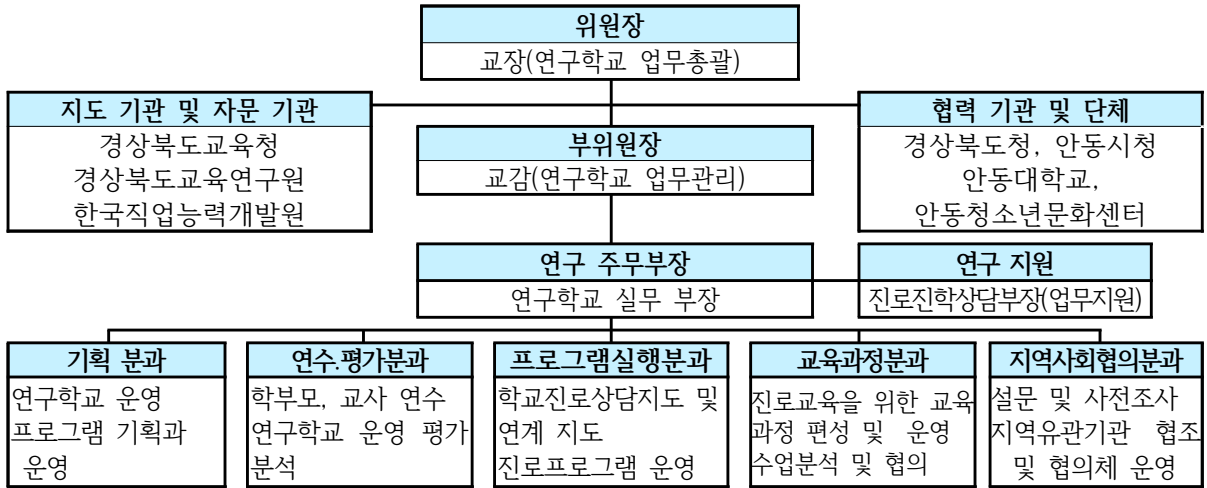 위원장
교장(연구학교 업무총괄)
지도 기관 및 자문 기관
경상북도교육청
경상북도교육연구원
한국직업능력개발원
부위원장
교감(연구학교 업무관리)
협력 기관 및 단체
경상북도청, 안동시청
안동대학교,
안동청소년문화센터
연구 주무부장
연구학교 실무 부장
연구 지원
진로진학상담부장(업무지원)
기획 분과
연구학교 운영
프로그램 기획과
운영
연수.평가분과
학부모, 교사 연수
연구학교 운영 평가
분석
프로그램실행분과
학교진로상담지도 및
연계 지도
진로프로그램 운영
교육과정분과
진로교육을 위한 교육
과정 편성 및 운영
수업분석 및 협의
지역사회협의분과
설문 및 사전조사
지역유관기관 협조
및 협의체 운영